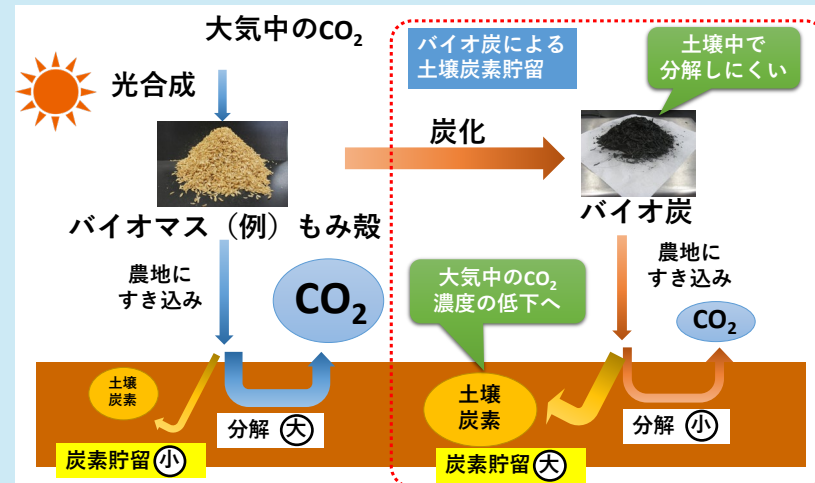 大気中のCO₂
光合成
バイオマス（例）もみ殻
農地に
すき込み
CO₂
土壌
炭素
分解 大
炭素貯留 小
バイオ炭による
土壌炭素貯留
土壌中で
分解しにくい
炭化
バイオ炭
農地に
すき込み
大気中のCO₂
濃度の低下へ
CO₂
土壌
炭素
分解 小
炭素貯留 大